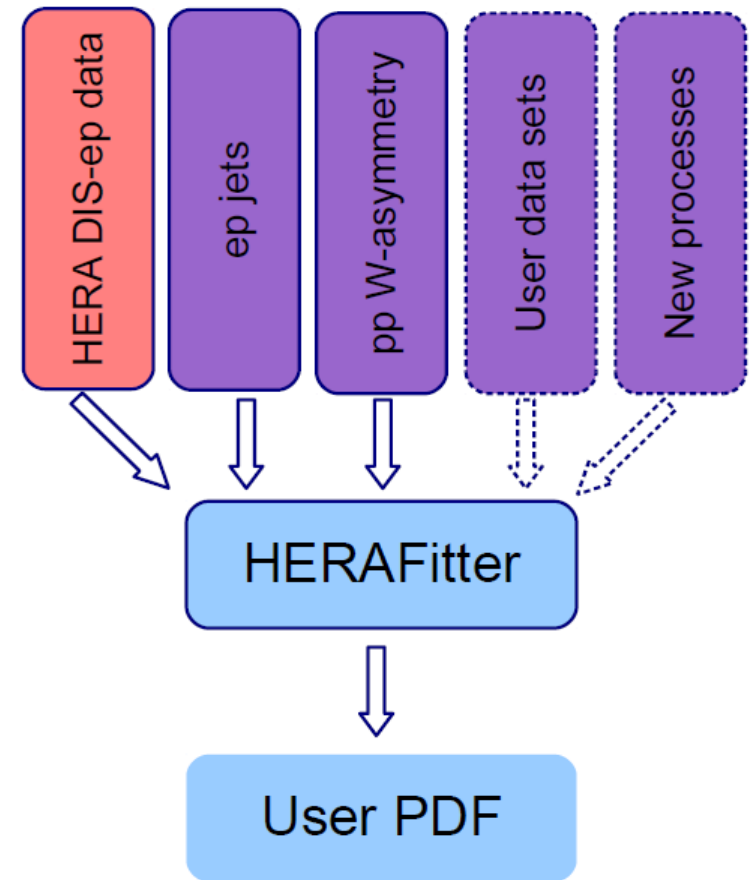 HERA DIS-ep data
ep jets
pp W-asymmetry
User data sets
New processes
HERAFitter
User PDF